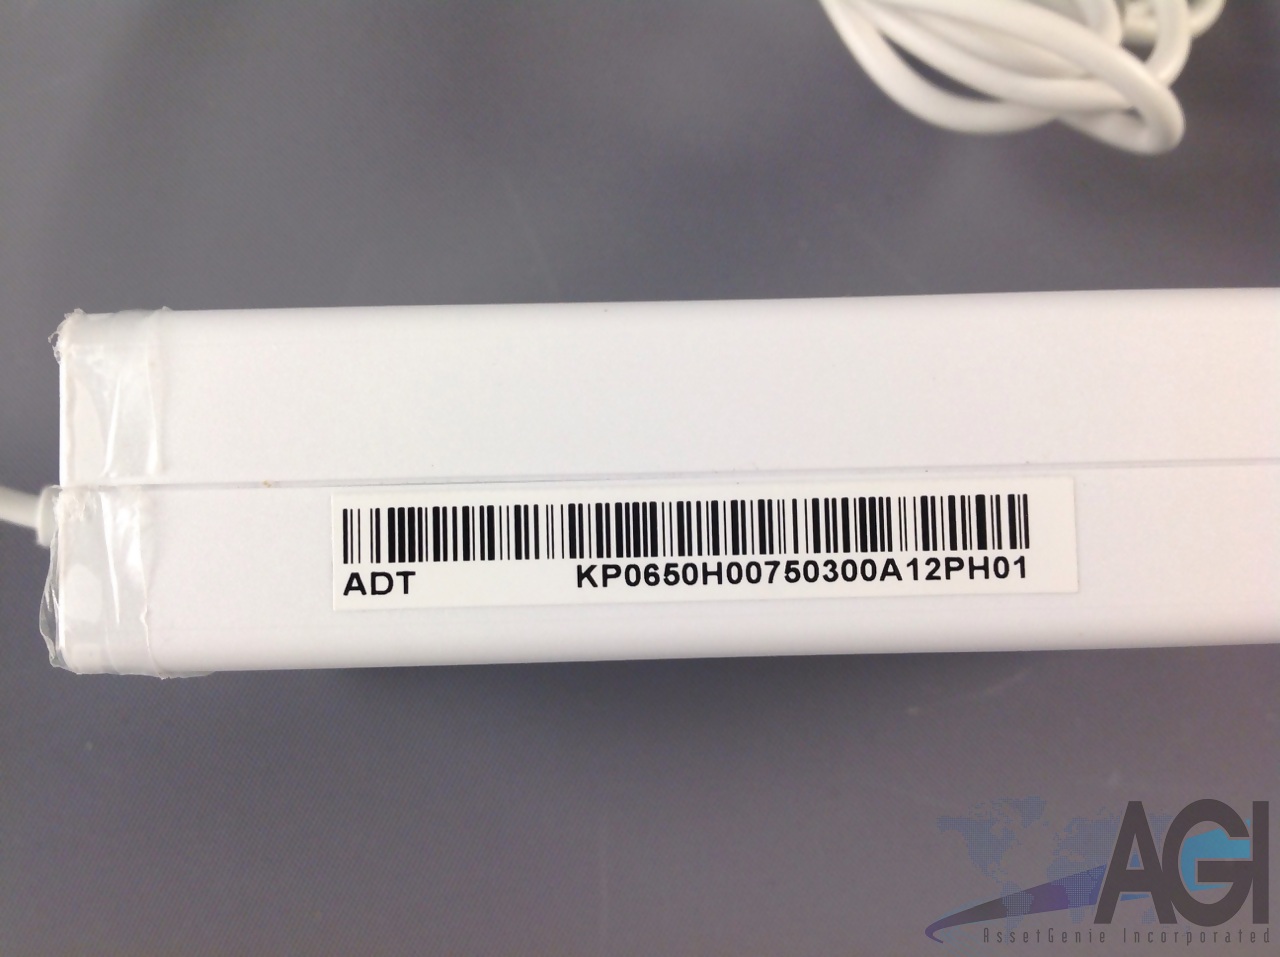 ADT KP0650H00750300A12PH01
AGI
AssetGenie Incorporated